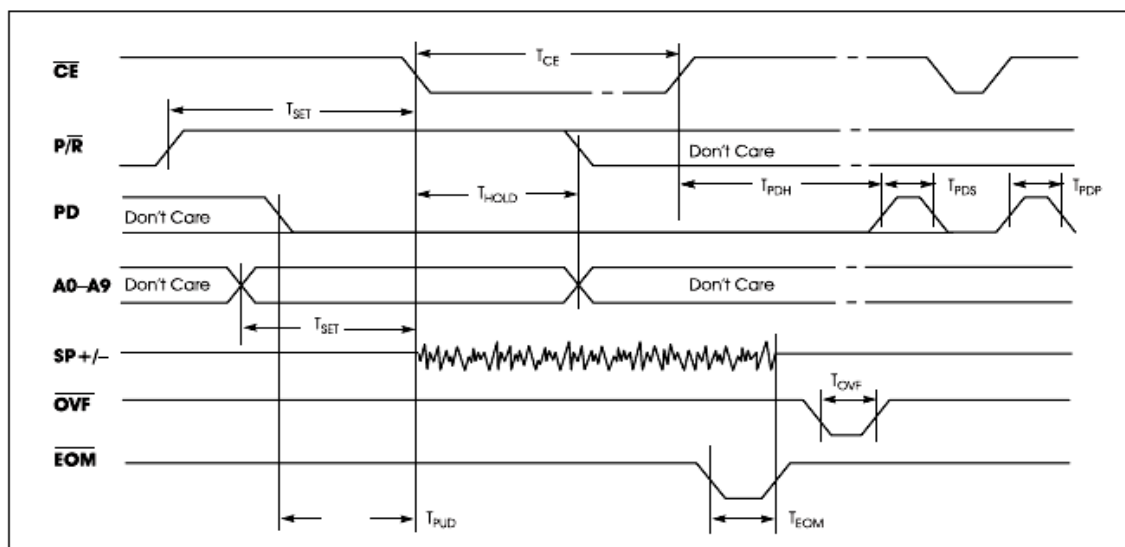 CE
T_CE
T_SET
P/R
Don't Care
T_HOLD
T_PDH
T_PDS
T_PDP
PD
Don't Care
A0–A9
Don't Care
Don't Care
T_SET
SP+/–
T_OVF
OVF
EOM
T_PUD
T_EOM